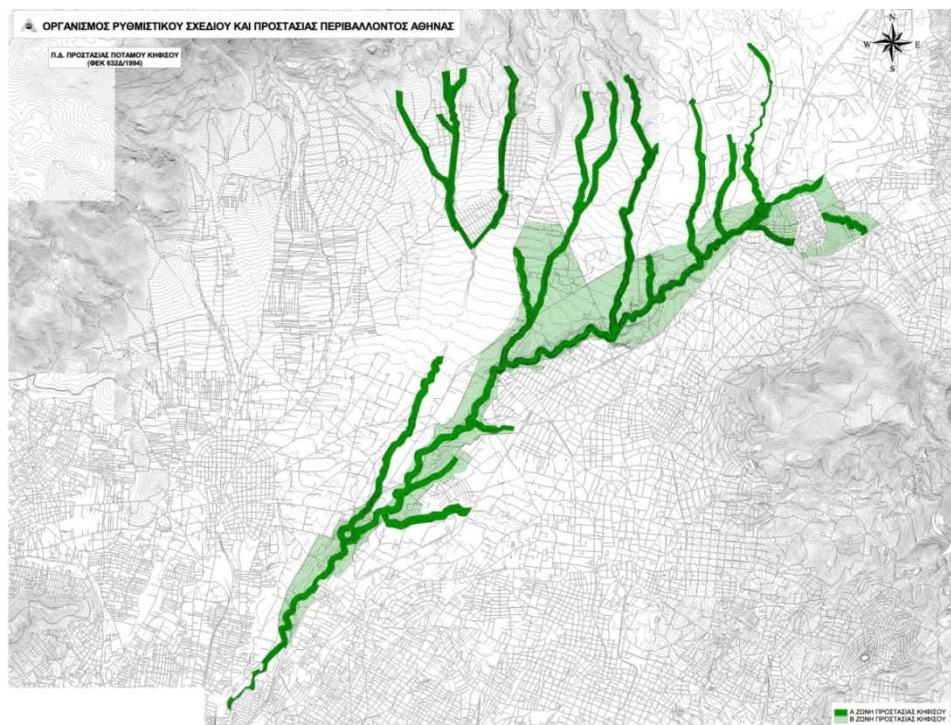 ΟΡΓΑΝΙΣΜΟΣ ΡΥΘΜΙΣΤΙΚΟΥ ΣΧΕΔΙΟΥ ΚΑΙ ΠΡΟΣΤΑΣΙΑΣ ΠΕΡΙΒΑΛΛΟΝΤΟΣ ΑΘΗΝΑΣ
Π.Δ. ΠΡΟΣΤΑΣΙΑΣ ΠΟΤΑΜΟΥ ΚΗΦΙΣΟΥ
(ΦΕΚ 632Δ/1994)
N
W E
S
Α ΖΩΝΗ ΠΡΟΣΤΑΣΙΑΣ ΚΗΦΙΣΟΥ
Β ΖΩΝΗ ΠΡΟΣΤΑΣΙΑΣ ΚΗΦΙΣΟΥ